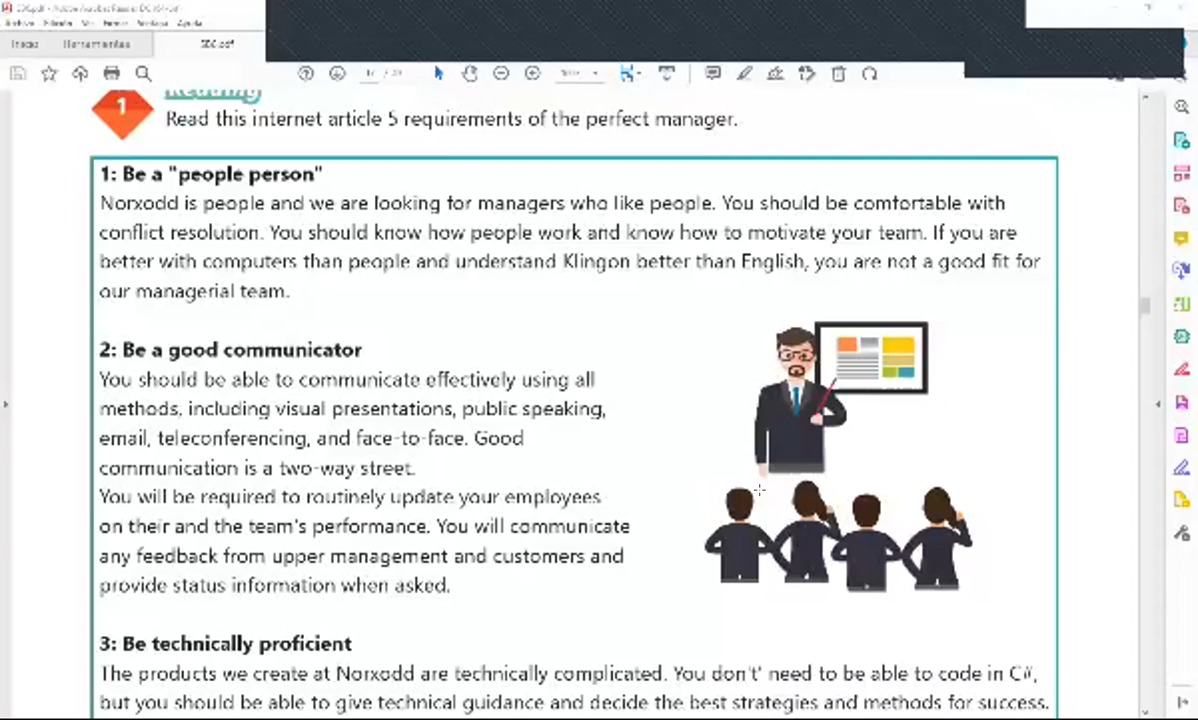 Inicio
Herramientas
SDC.pdf
1
Reading
Read this internet article 5 requirements of the perfect manager.
1: Be a "people person"
Norxodd is people and we are looking for managers who like people. You should be comfortable with
conflict resolution. You should know how people work and know how to motivate your team. If you are
better with computers than people and understand Klingon better than English, you are not a good fit for
our managerial team.
2: Be a good communicator
You should be able to communicate effectively using all
methods, including visual presentations, public speaking,
email, teleconferencing, and face-to-face. Good
communication is a two-way street.
You will be required to routinely update your employees
on their and the team's performance. You will communicate
any feedback from upper management and customers and
provide status information when asked.
3: Be technically proficient
The products we create at Norxodd are technically complicated. You don't' need to be able to code in C#,
but you should be able to give technical guidance and decide the best strategies and methods for success.